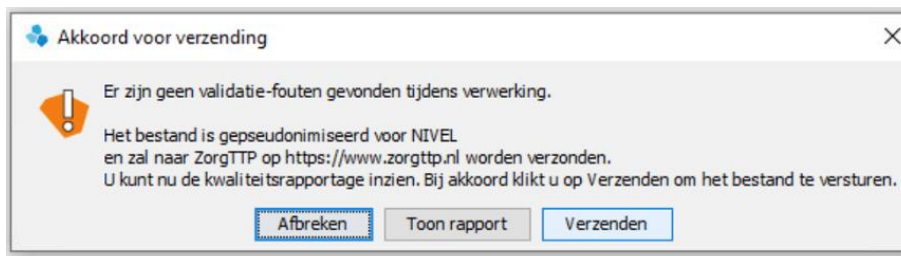 Akkoord voor verzending
Er zijn geen validatie-fouten gevonden tijdens verwerking.
Het bestand is gepseudonimiseerd voor NIVEL
en zal naar ZorgTTP op https://www.zorgttp.nl worden verzonden.
U kunt nu de kwaliteitsrapportage inzien. Bij akkoord klikt u op Verzenden om het bestand te versturen.
Afbreken Toon rapport Verzenden